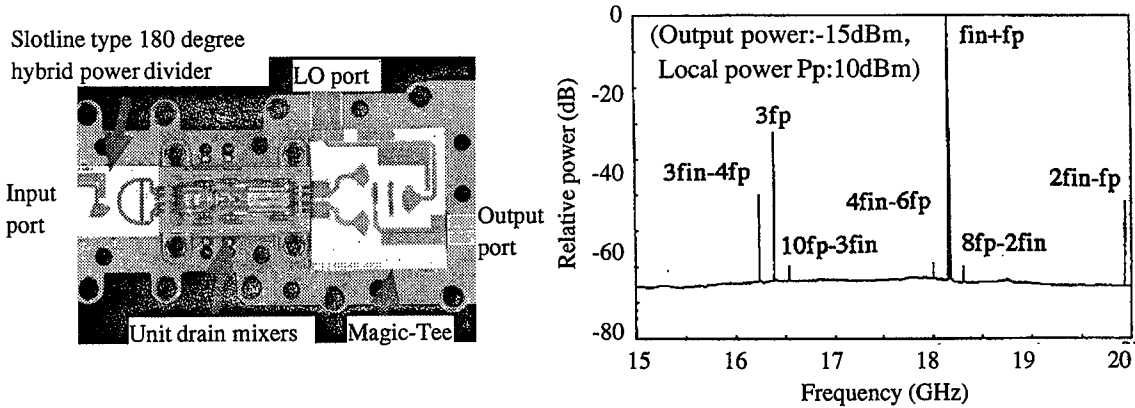 Slotline type 180 degree
hybrid power divider
LO port
Input
port
Output
port
Unit drain mixers
Magic-Tee
Relative power (dB)
-0
-20
-40
-60
-80
(Output power:-15dBm,
Local power Pp:10dBm)
fin+fp
3fp
3fin-4fp
2fin-fp
4fin-6fp
10fp-3fin
8fp-2fin
15
16
17
18
19
20
Frequency (GHz)